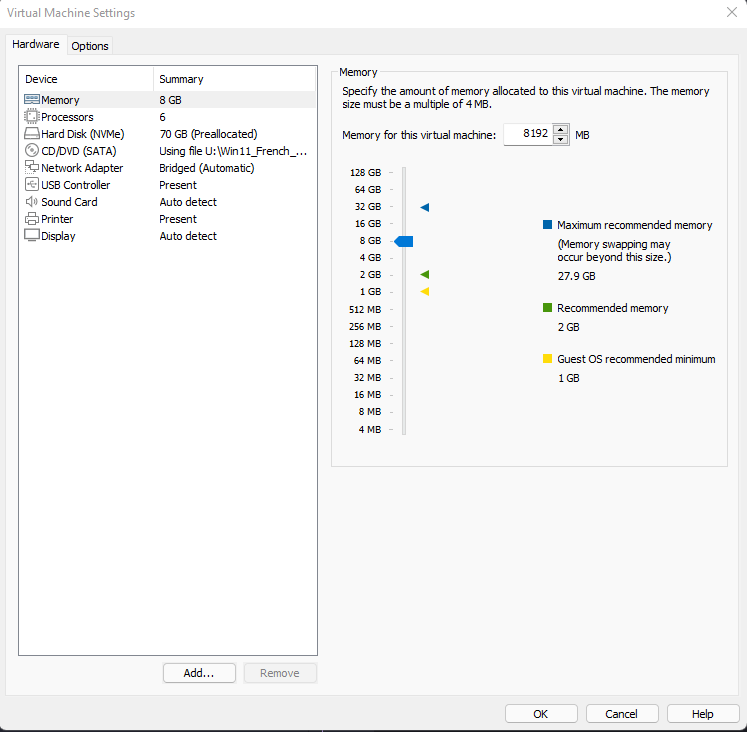 Virtual Machine Settings
Hardware Options
Device Summary
Memory 8 GB
Processors 6
Hard Disk (NVMe) 70 GB (Preallocated)
CD/DVD (SATA) Using file U:\Win11_French_...
Network Adapter Bridged (Automatic)
USB Controller Present
Sound Card Auto detect
Printer Present
Display Auto detect
Add...
Remove
Memory
Specify the amount of memory allocated to this virtual machine. The memory
size must be a multiple of 4 MB.
Memory for this virtual machine: 8192 MB
128 GB
64 GB
32 GB
16 GB
8 GB
4 GB
2 GB
1 GB
512 MB
256 MB
128 MB
64 MB
32 MB
16 MB
8 MB
4 MB
Maximum recommended memory
(Memory swapping may
occur beyond this size.)
27.9 GB
Recommended memory
2 GB
Guest OS recommended minimum
1 GB
OK
Cancel
Help